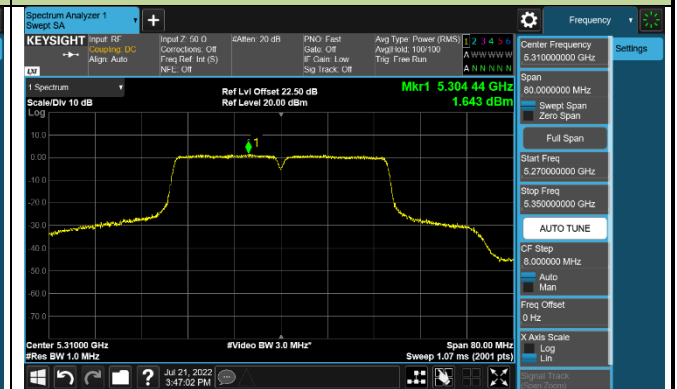 Spectrum Analyzer 1
Swept SA
Frequency
KEYSIGHT
Input: RF
Coupling: DC
Align: Auto
Input Z: 50 Ω
Corrections: Off
Freq Ref: Int (S)
NFE: Off
#Atten: 20 dB
PNO: Fast
Gate: Off
IF Gain: Low
Sig Track: Off
Avg Type: Power (RMS)
Avg|Hold: 100/100
Trig: Free Run
1 2 3 4 5 6
A W W W W W
A N N N N N
LXI
Center Frequency
5.310000000 GHz
Settings
Span
80.0000000 MHz
Swept Span
Zero Span
Full Span
Start Freq
5.270000000 GHz
Stop Freq
5.350000000 GHz
AUTO TUNE
CF Step
8.000000 MHz
Auto
Man
Freq Offset
0 Hz
X Axis Scale
Log
Lin
Signal Track
(Span Zoom)
1 Spectrum
Scale/Div 10 dB
Log
Ref Lvl Offset 22.50 dB
Ref Level 20.00 dBm
Mkr1 5.304 44 GHz
1.643 dBm
1
10.0
0.00
-10.0
-20.0
-30.0
-40.0
-50.0
-60.0
-70.0
Center 5.31000 GHz
#Res BW 1.0 MHz
#Video BW 3.0 MHz*
Span 80.00 MHz
Sweep 1.07 ms (2001 pts)
?
Jul 21, 2022
3:47:02 PM